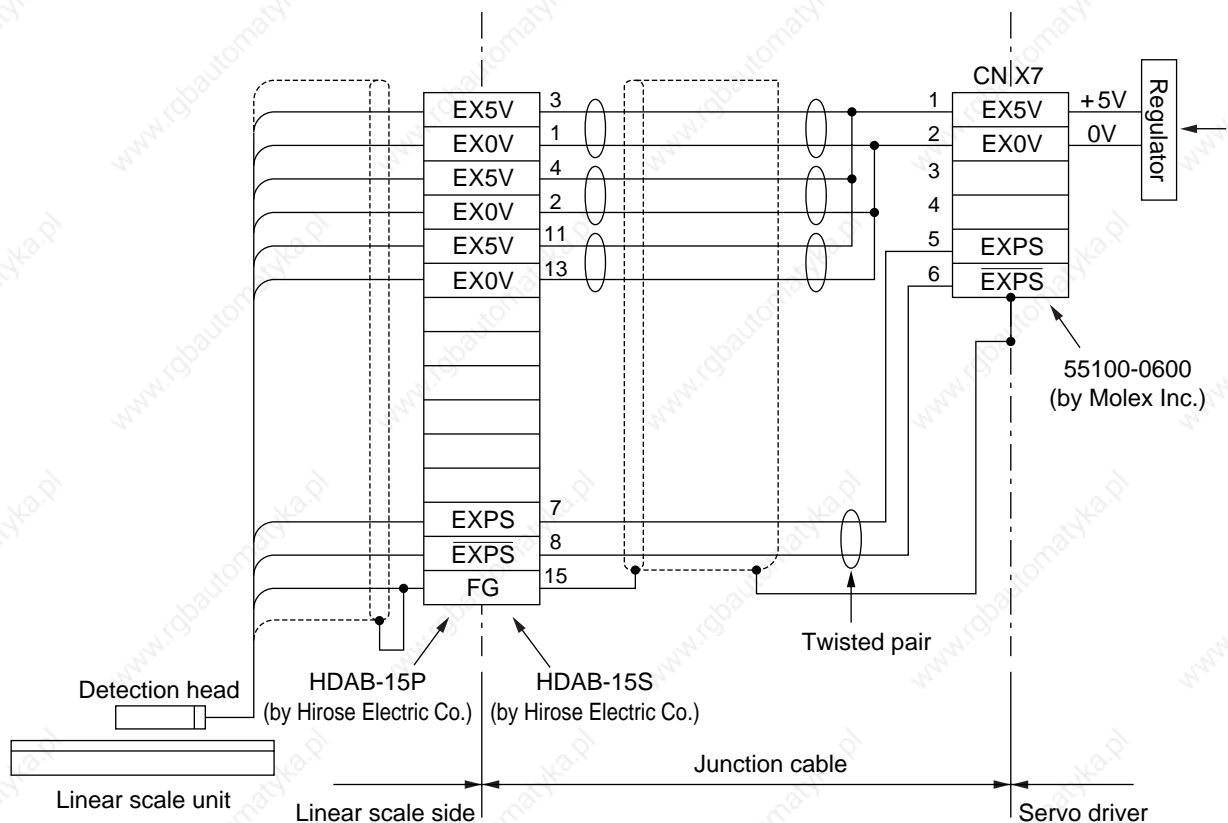 CN X7
EX5V 3 1 EX5V +5V
EX0V 1 2 EX0V 0V
Regulator
EX5V 4 3
EX0V 2 4
EX5V 11 5 EXPS
EX0V 13 6 EXPS
55100-0600
(by Molex Inc.)
EXPS 7
EXPS 8
FG 15
Twisted pair
HDAB-15P HDAB-15S
(by Hirose Electric Co.) (by Hirose Electric Co.)
Detection head
Linear scale unit
Junction cable
Linear scale side
Servo driver
www.rgbautomatyka.pl